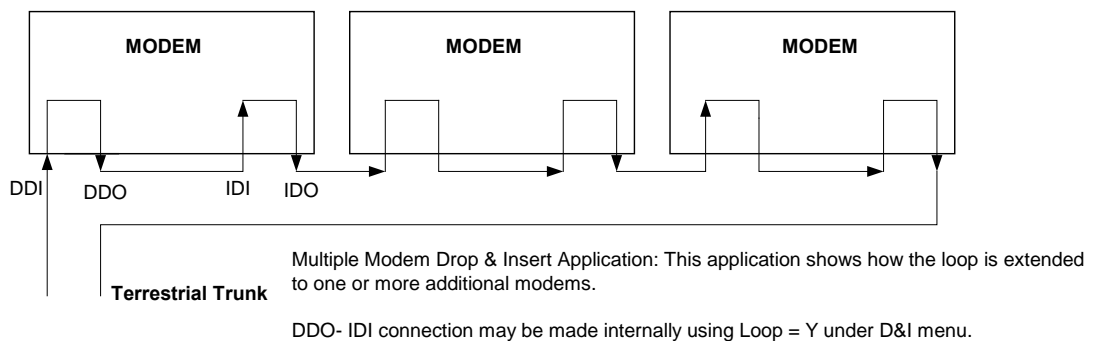 MODEM MODEM MODEM
DDI DDO IDI IDO
Terrestrial Trunk
Multiple Modem Drop & Insert Application: This application shows how the loop is extended
to one or more additional modems.
DDO- IDI connection may be made internally using Loop = Y under D&I menu.